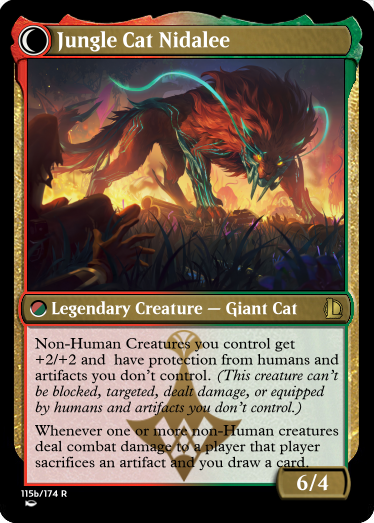 Jungle Cat Nidalee
Legendary Creature — Giant Cat
Non-Human Creatures you control get
+2/+2 and have protection from humans and
artifacts you don't control. (This creature can't
be blocked, targeted, dealt damage, or equipped
by humans and artifacts you don't control.)
Whenever one or more non-Human creatures
deal combat damage to a player that player
sacrifices an artifact and you draw a card.
6/4
115b/174 R